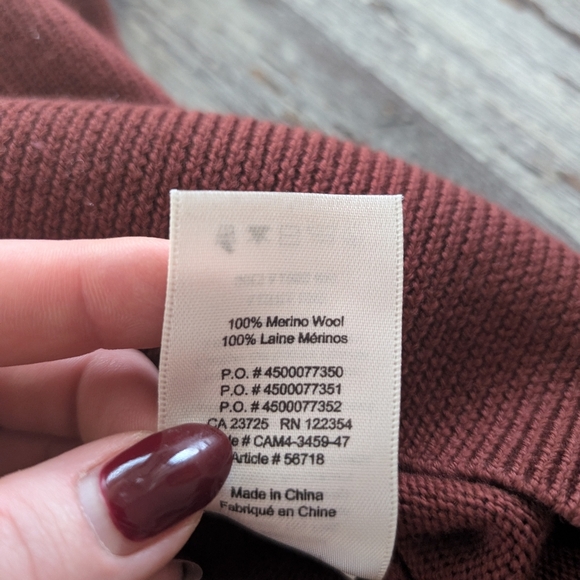 100% Merino Wool
100% Laine Mérinos
P.O. # 4500077350
P.O. # 4500077351
P.O. # 4500077352
CA 23725 RN 122354
# CAM4-3459-47
Article # 56718
Made in China
Fabriqué en Chine